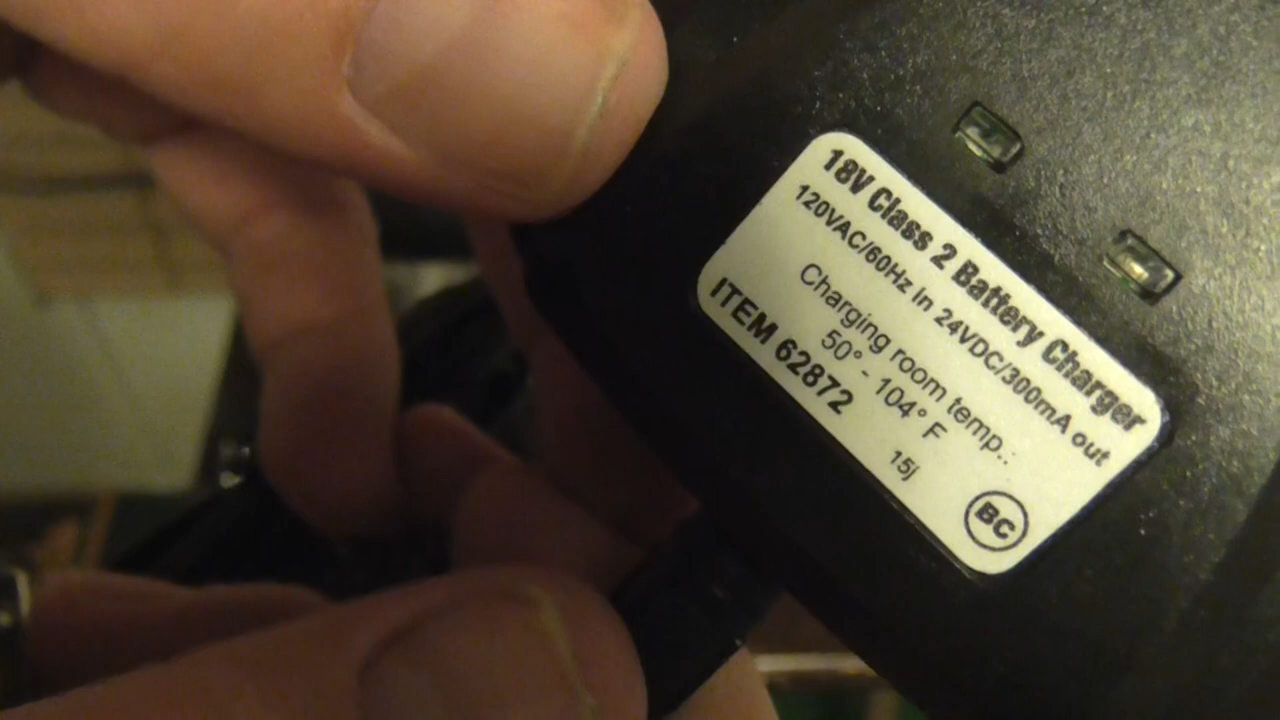 18V Class 2 Battery Charger
120VAC/60Hz in 24VDC/300mA out
Charging room temp.:
50° - 104° F
ITEM 62872
15j
BC